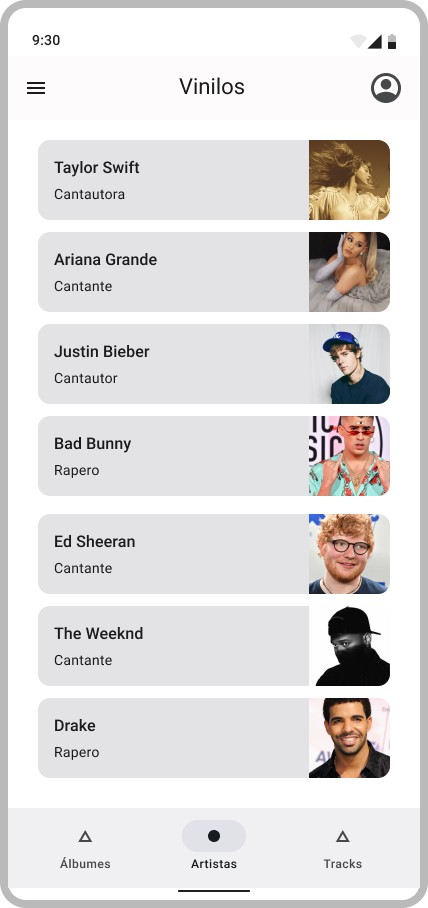 9:30
Vinilos
Taylor Swift
Cantautora
Ariana Grande
Cantante
Justin Bieber
Cantautor
Bad Bunny
Rapero
Ed Sheeran
Cantante
The Weeknd
Cantante
Drake
Rapero
Álbumes
Artistas
Tracks